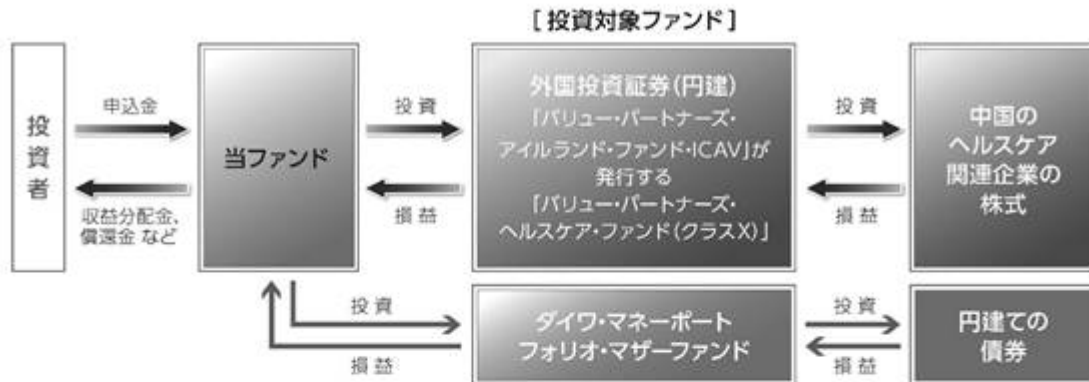 [投資対象ファンド]
投資者
申込金
収益分配金、
償還金 など
当ファンド
投資
損益
外国投資証券(円建)
「バリュー・パートナーズ・
アイルランド・ファンド・ICAV」が
発行する
「バリュー・パートナーズ・
ヘルスケア・ファンド(クラスX)」
投資
損益
中国の
ヘルスケア
関連企業の
株式
投資
損益
ダイワ・マネーポート
フォリオ・マザーファンド
投資
損益
円建ての
債券